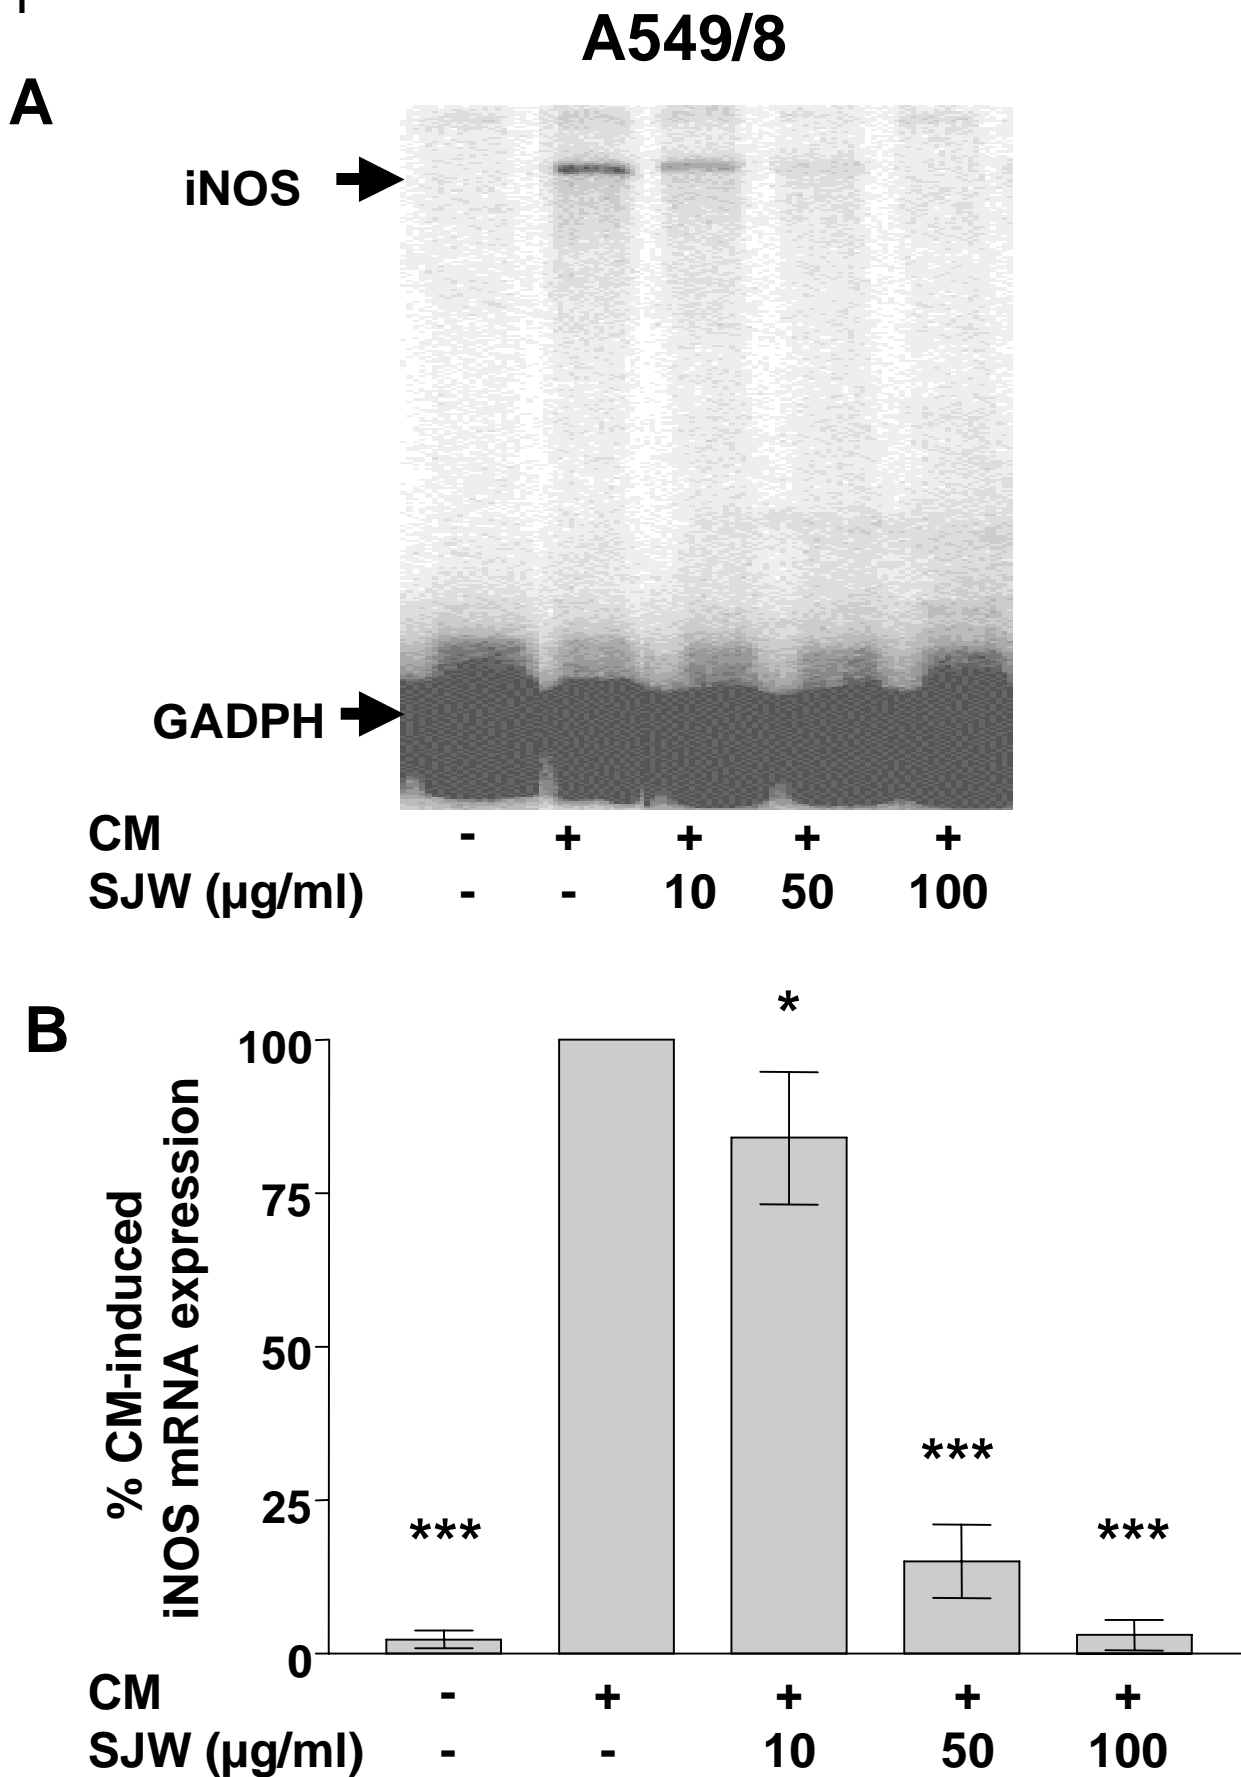 A549/8
A
iNOS
GADPH
CM - + + + +
SJW (µg/ml) - - 10 50 100
B
% CM-induced
iNOS mRNA expression
100
75
50
25
0
*
***
***
***
CM - + + + +
SJW (µg/ml) - - 10 50 100